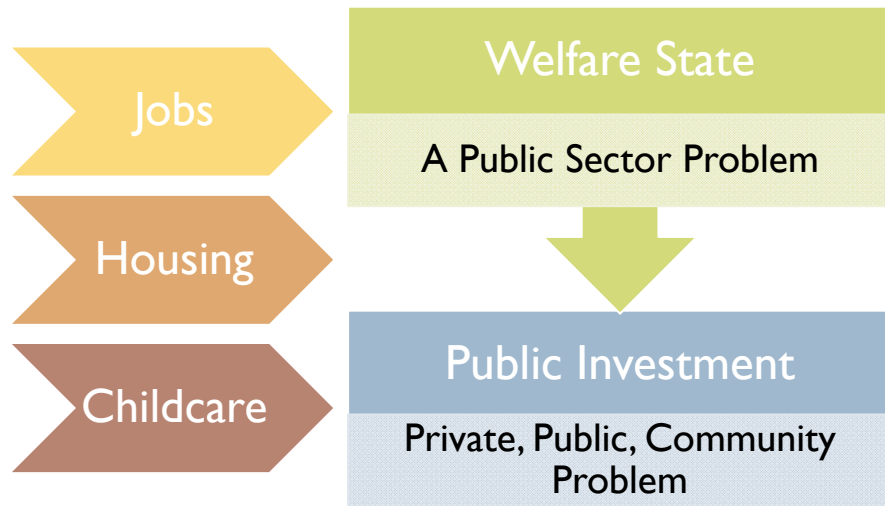 Jobs
Housing
Childcare
Welfare State
A Public Sector Problem
Public Investment
Private, Public, Community
Problem